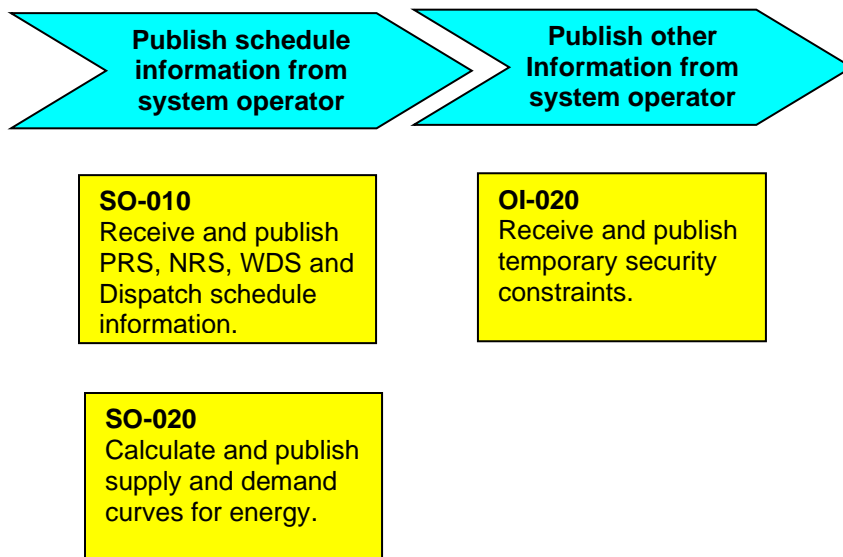 Publish schedule
information from
system operator
Publish other
Information from
system operator
SO-010
Receive and publish
PRS, NRS, WDS and
Dispatch schedule
information.
OI-020
Receive and publish
temporary security
constraints.
SO-020
Calculate and publish
supply and demand
curves for energy.